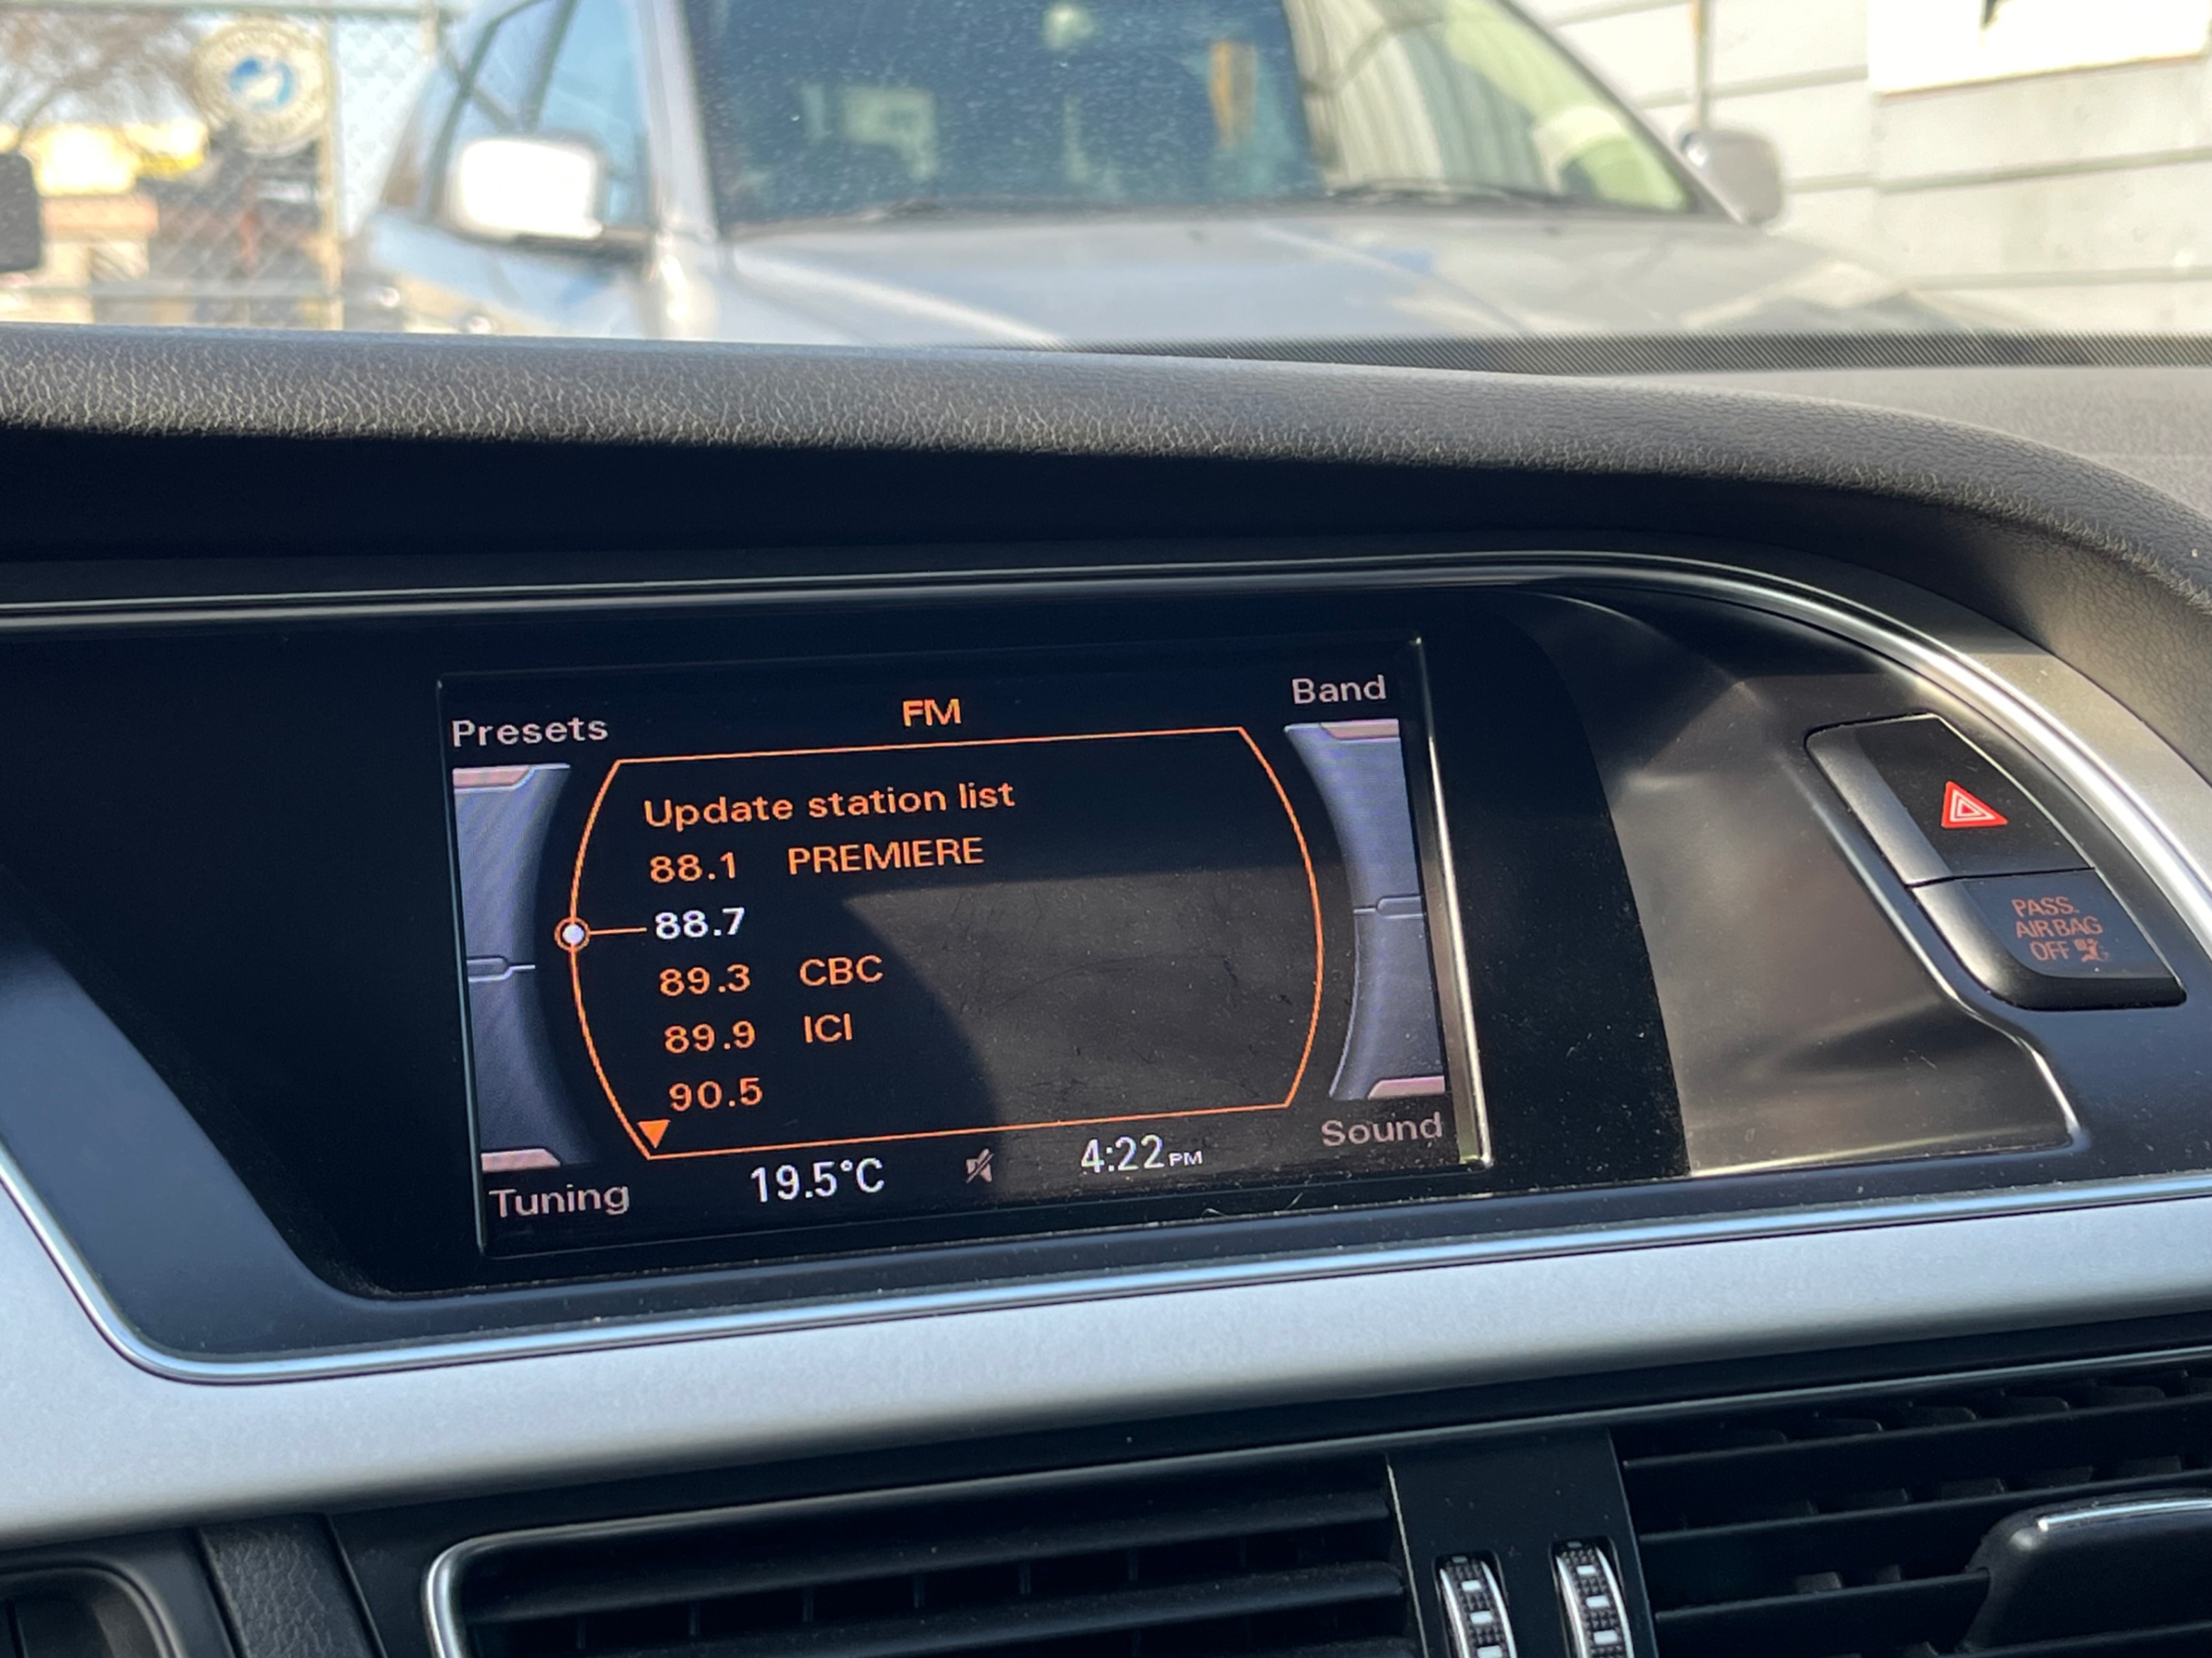 Presets
FM
Band
Update station list
88.1 PREMIERE
88.7
89.3 CBC
89.9 ICI
90.5
Tuning
19.5°C
4:22PM
Sound
PASS.
AIR BAG
OFF